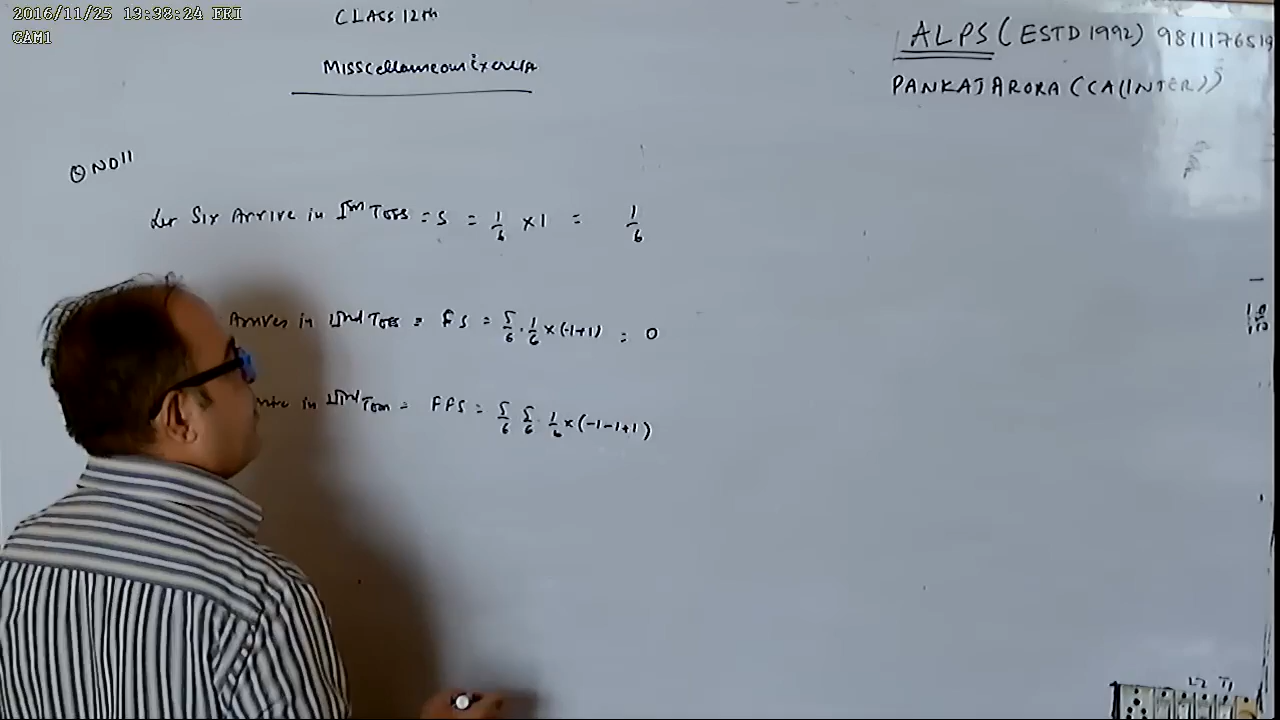 2016/11/25 19:38:24 FRI
CAM1
CLASS 12th
Misscellaneous Exercise
ALPS (ESTD 1992) 9811176519
PANKAJ ARORA (CA(INTER))
Q NO 11
Let Six Arrive in Ist Toss = S = 1/6 × 1 = 1/6
Arrives in IInd Toss = FS = 5/6 · 1/6 × (-1+1) = 0
in IIIrd Toss = FFS = 5/6 5/6 · 1/6 × (-1-1+1)